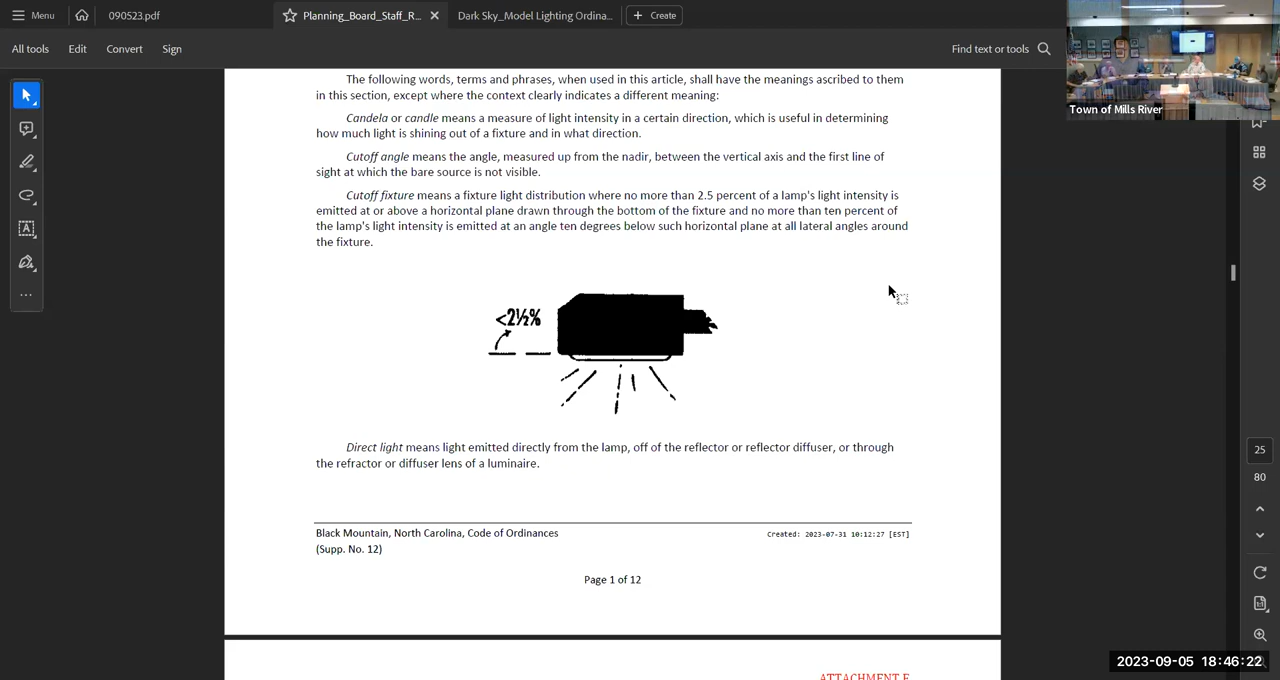 Menu
090523.pdf
Planning_Board_Staff_R...
Dark Sky_Model Lighting Ordina...
Create
All tools
Edit
Convert
Sign
Find text or tools
Town of Mills River
The following words, terms and phrases, when used in this article, shall have the meanings ascribed to them
in this section, except where the context clearly indicates a different meaning:
Candela or candle means a measure of light intensity in a certain direction, which is useful in determining
how much light is shining out of a fixture and in what direction.
Cutoff angle means the angle, measured up from the nadir, between the vertical axis and the first line of
sight at which the bare source is not visible.
Cutoff fixture means a fixture light distribution where no more than 2.5 percent of a lamp's light intensity is
emitted at or above a horizontal plane drawn through the bottom of the fixture and no more than ten percent of
the lamp's light intensity is emitted at an angle ten degrees below such horizontal plane at all lateral angles around
the fixture.
<2½%
Direct light means light emitted directly from the lamp, off of the reflector or reflector diffuser, or through
the refractor or diffuser lens of a luminaire.
Black Mountain, North Carolina, Code of Ordinances
Created: 2023-07-31 10:12:27 [EST]
(Supp. No. 12)
Page 1 of 12
25
80
ATTACHMENT E
2023-09-05 18:46:22